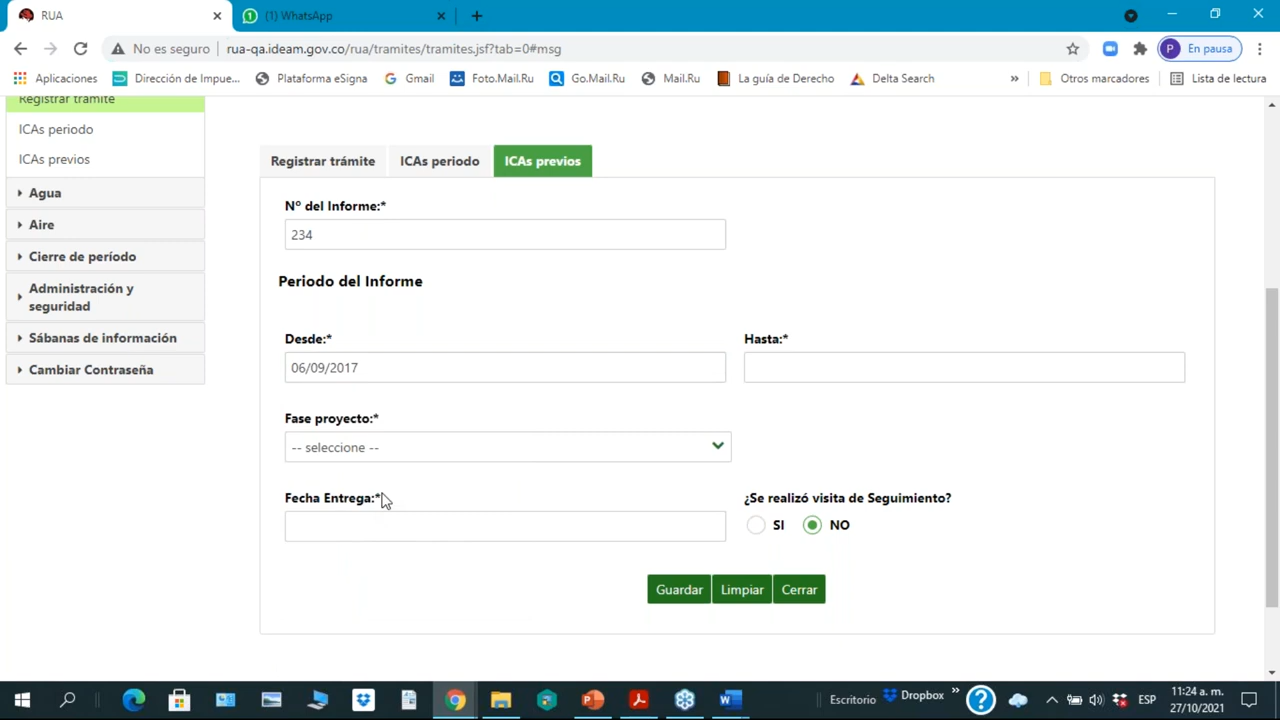 RUA
(1) WhatsApp
No es seguro
rua-qa.ideam.gov.co/rua/tramites/tramites.jsf?tab=0#msg
P
En pausa
Aplicaciones
Dirección de Impue...
Plataforma eSigna
Gmail
Foto.Mail.Ru
Go.Mail.Ru
Mail.Ru
La guía de Derecho
Delta Search
»
Otros marcadores
Lista de lectura
Registrar trámite
ICAs periodo
ICAs previos
Agua
Aire
Cierre de período
Administración y
seguridad
Sábanas de información
Cambiar Contraseña
Registrar trámite
ICAs periodo
ICAs previos
Nº del Informe:*
234
Periodo del Informe
Desde:*
Hasta:*
06/09/2017
Fase proyecto:*
-- seleccione --
Fecha Entrega:*
¿Se realizó visita de Seguimiento?
SI
NO
Guardar
Limpiar
Cerrar
Escritorio
Dropbox
»
ESP
11:24 a. m.
27/10/2021